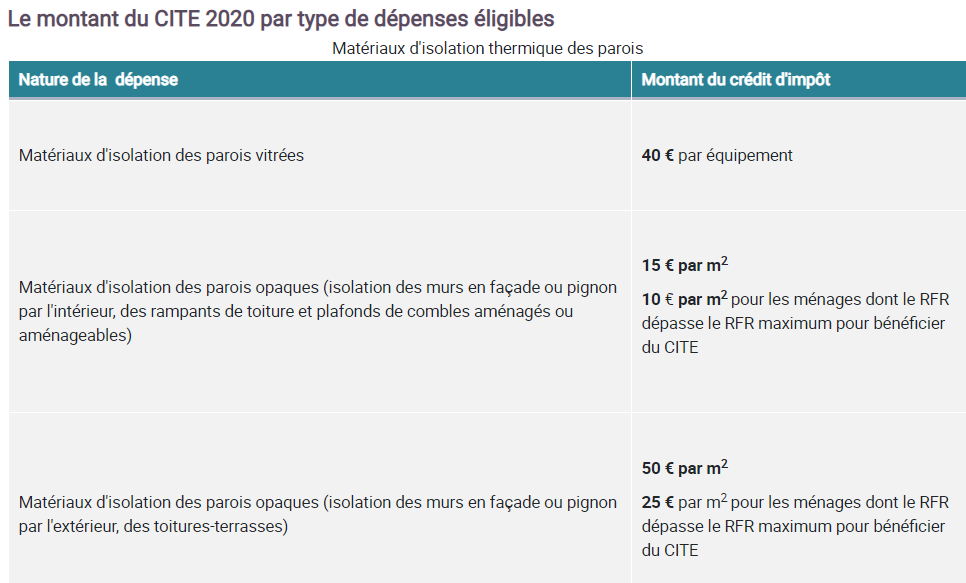 Le montant du CITE 2020 par type de dépenses éligibles
Matériaux d'isolation thermique des parois
Nature de la  dépense
Montant du crédit d'impôt
Matériaux d'isolation des parois vitrées
40 € par équipement
Matériaux d'isolation des parois opaques (isolation des murs en façade ou pignon
par l'intérieur, des rampants de toiture et plafonds de combles aménagés ou
aménageables)
15 € par m²
10 € par m² pour les ménages dont le RFR
dépasse le RFR maximum pour bénéficier
du CITE
Matériaux d'isolation des parois opaques (isolation des murs en façade ou pignon
par l'extérieur, des toitures-terrasses)
50 € par m²
25 € par m² pour les ménages dont le RFR
dépasse le RFR maximum pour bénéficier
du CITE